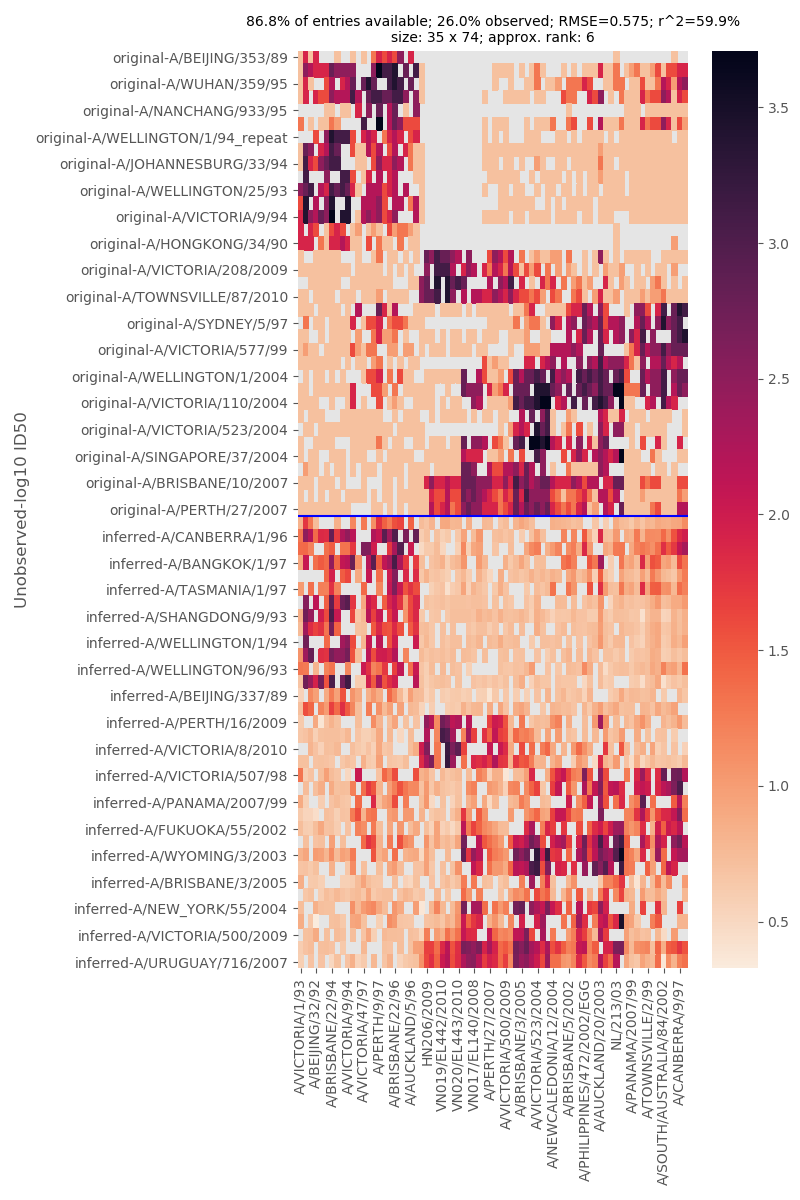 86.8% of entries available; 26.0% observed; RMSE=0.575; r^2=59.9%
size: 35 x 74; approx. rank: 6
Unobserved-log10 ID50
original-A/BEIJING/353/89
original-A/WUHAN/359/95
original-A/NANCHANG/933/95
original-A/WELLINGTON/1/94_repeat
original-A/JOHANNESBURG/33/94
original-A/WELLINGTON/25/93
original-A/VICTORIA/9/94
original-A/HONGKONG/34/90
original-A/VICTORIA/208/2009
original-A/TOWNSVILLE/87/2010
original-A/SYDNEY/5/97
original-A/VICTORIA/577/99
original-A/WELLINGTON/1/2004
original-A/VICTORIA/110/2004
original-A/VICTORIA/523/2004
original-A/SINGAPORE/37/2004
original-A/BRISBANE/10/2007
original-A/PERTH/27/2007
inferred-A/CANBERRA/1/96
inferred-A/BANGKOK/1/97
inferred-A/TASMANIA/1/97
inferred-A/SHANGDONG/9/93
inferred-A/WELLINGTON/1/94
inferred-A/WELLINGTON/96/93
inferred-A/BEIJING/337/89
inferred-A/PERTH/16/2009
inferred-A/VICTORIA/8/2010
inferred-A/VICTORIA/507/98
inferred-A/PANAMA/2007/99
inferred-A/FUKUOKA/55/2002
inferred-A/WYOMING/3/2003
inferred-A/BRISBANE/3/2005
inferred-A/NEW_YORK/55/2004
inferred-A/VICTORIA/500/2009
inferred-A/URUGUAY/716/2007
A/VICTORIA/1/93
A/BEIJING/32/92
A/BRISBANE/22/94
A/VICTORIA/9/94
A/VICTORIA/47/97
A/PERTH/9/97
A/BRISBANE/22/96
A/AUCKLAND/5/96
HN206/2009
VN019/EL442/2010
VN020/EL443/2010
VN017/EL140/2008
A/PERTH/27/2007
A/VICTORIA/500/2009
A/BRISBANE/3/2005
A/VICTORIA/523/2004
A/NEWCALEDONIA/12/2004
A/BRISBANE/5/2002
A/PHILIPPINES/472/2002/EGG
A/AUCKLAND/20/2003
NL/213/03
A/PANAMA/2007/99
A/TOWNSVILLE/2/99
A/SOUTH/AUSTRALIA/84/2002
A/CANBERRA/9/97
3.5
3.0
2.5
2.0
1.5
1.0
0.5